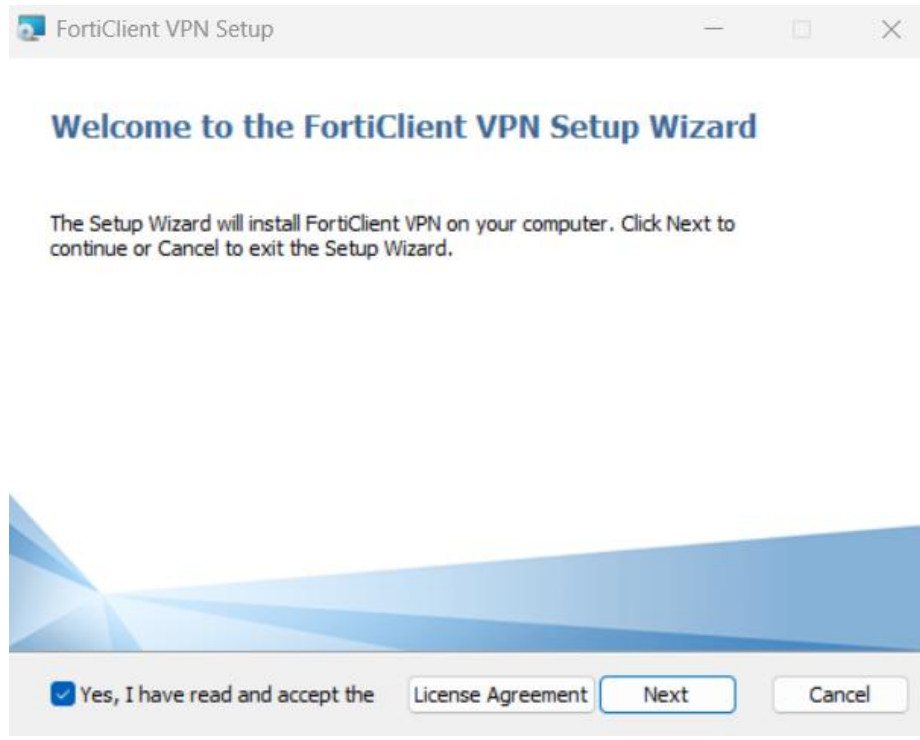 FortiClient VPN Setup
Welcome to the FortiClient VPN Setup Wizard
The Setup Wizard will install FortiClient VPN on your computer. Click Next to
continue or Cancel to exit the Setup Wizard.
Yes, I have read and accept the License Agreement Next Cancel